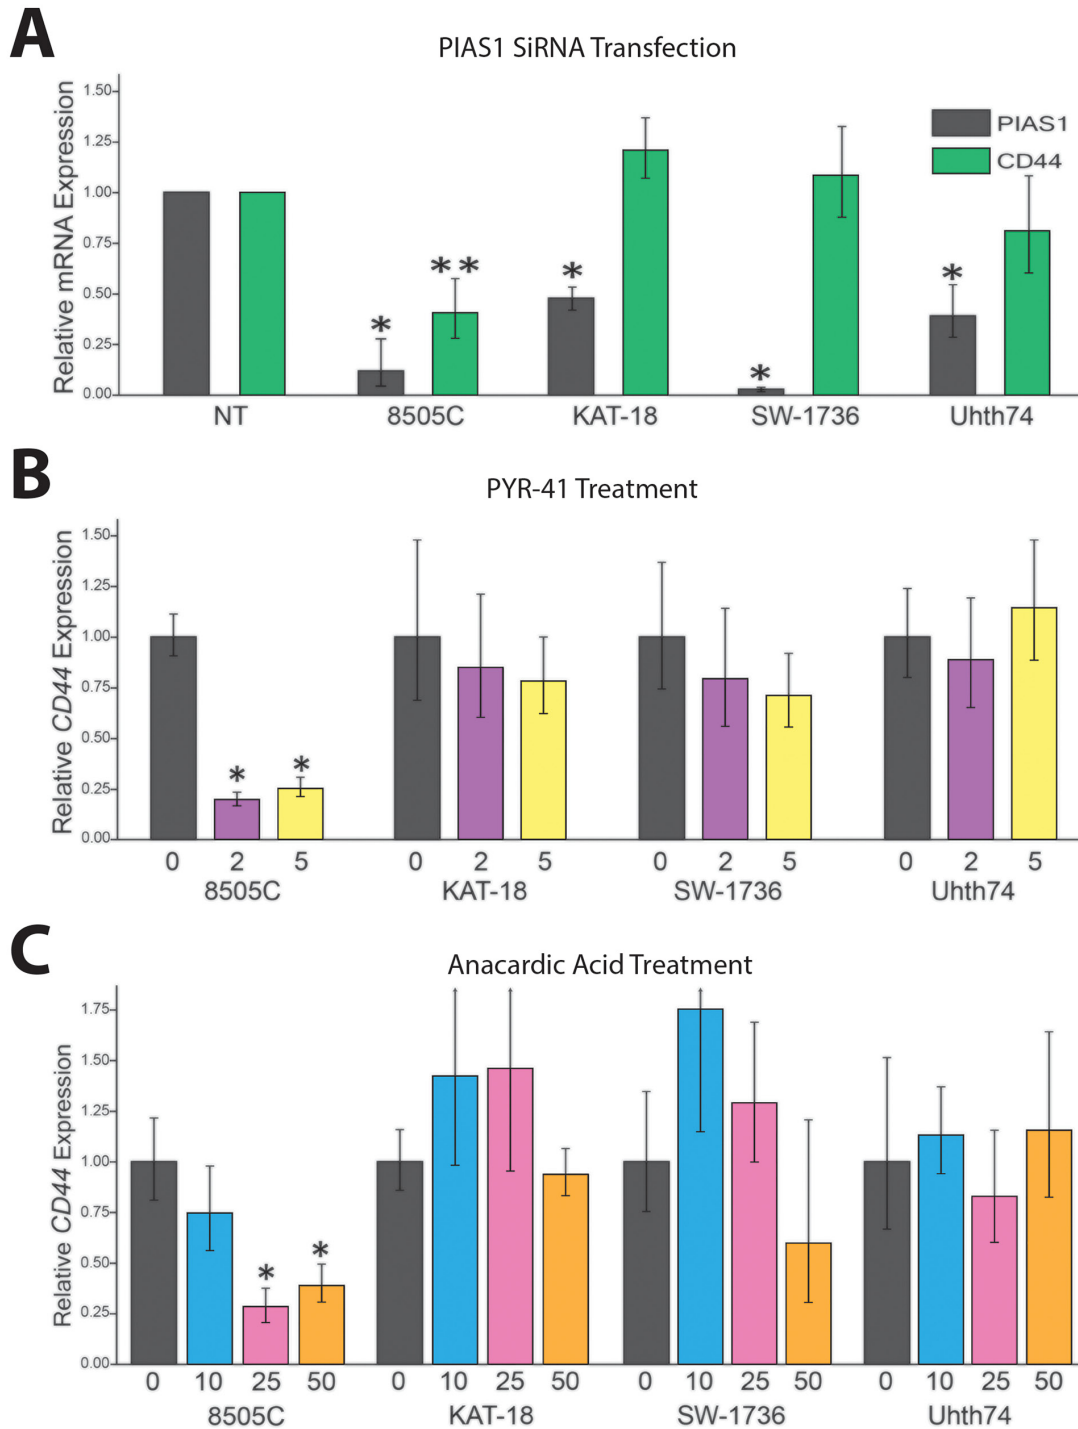 A
PIAS1 SiRNA Transfection
Relative mRNA Expression
1.50
1.25
1.00
0.75
0.50
0.25
0.00
PIAS1
CD44
* ** * * *
NT 8505C KAT-18 SW-1736 Uhth74
B
PYR-41 Treatment
Relative CD44 Expression
1.50
1.25
1.00
0.75
0.50
0.25
0.00
* *
0 2 5 0 2 5 0 2 5 0 2 5
8505C KAT-18 SW-1736 Uhth74
C
Anacardic Acid Treatment
Relative CD44 Expression
1.75
1.50
1.25
1.00
0.75
0.50
0.25
0.00
* *
0 10 25 50 0 10 25 50 0 10 25 50 0 10 25 50
8505C KAT-18 SW-1736 Uhth74